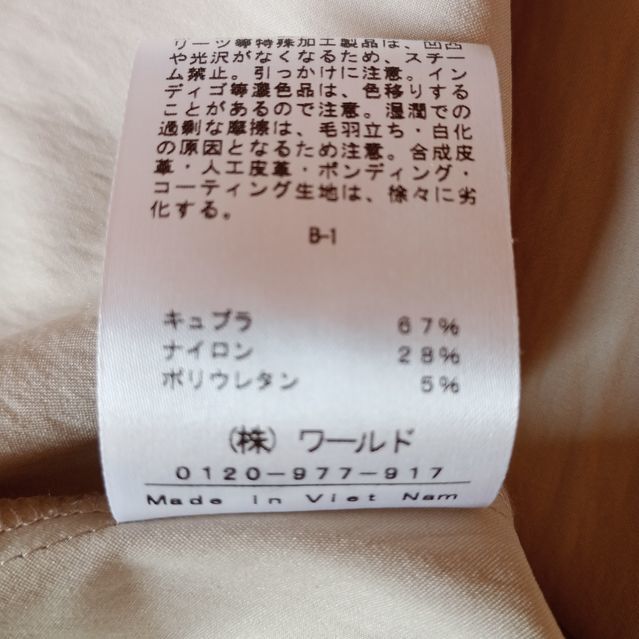 リーツ等特殊加工製品は、凹凸
や光沢がなくなるため、スチー
ム禁止。引っかけに注意。イン
ディゴ等濃色品は、色移りする
ことがあるので注意。湿潤での
過剰な摩擦は、毛羽立ち・白化
の原因となるため注意。合成皮
革・人工皮革・ボンディング・
コーティング生地は、徐々に劣
化する。
B-1
キュプラ 67%
ナイロン 28%
ポリウレタン 5%
(株) ワールド
0120-977-917
Made in Viet Nam